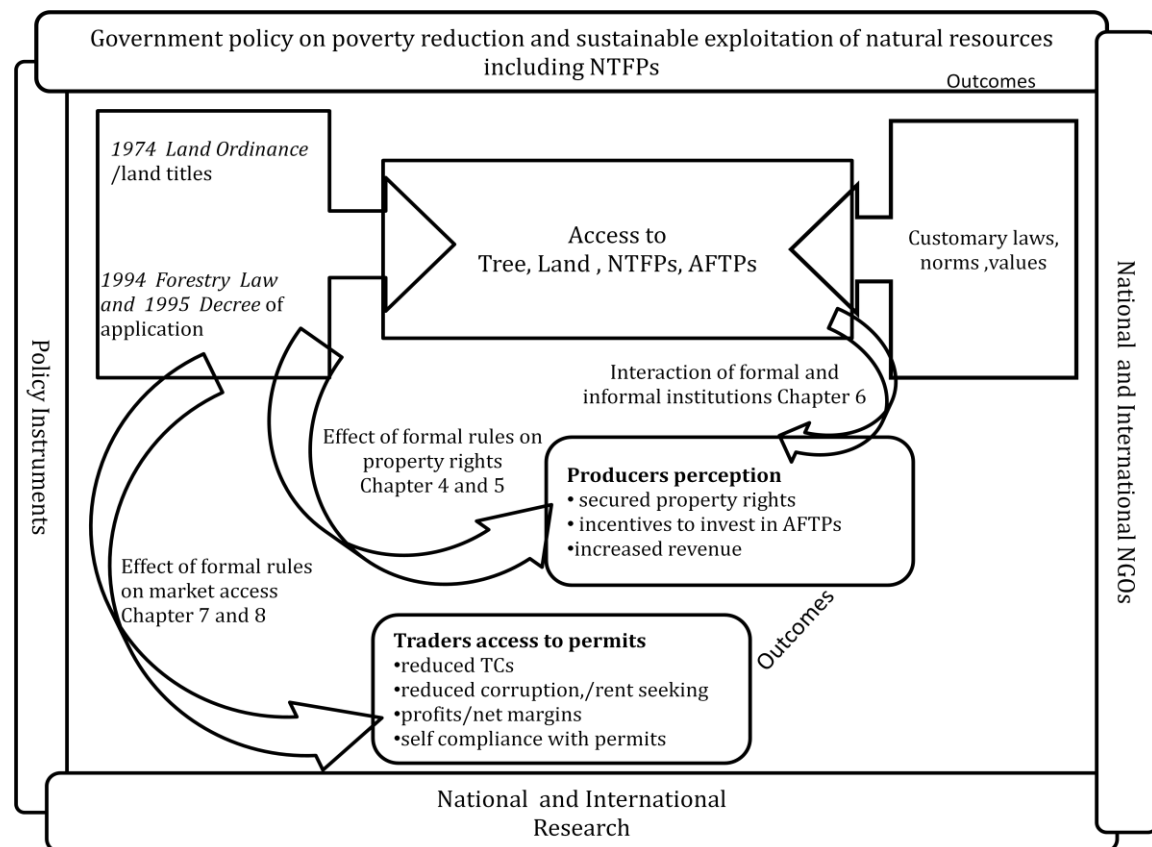 Government policy on poverty reduction and sustainable exploitation of natural resources
including NTFPs
Outcomes
1974 Land Ordinance
/land titles
1994 Forestry Law
and 1995 Decree of
application
Access to
Tree, Land , NTFPs, AFTPs
Customary laws,
norms ,values
Policy Instruments
National and International NGOs
Interaction of formal and
informal institutions Chapter 6
Effect of formal rules on
property rights
Chapter 4 and 5
Producers perception
• secured property rights
• incentives to invest in AFTPs
•increased revenue
Effect of formal rules
on market access
Chapter 7 and 8
Outcomes
Traders access to permits
•reduced TCs
•reduced corruption,/rent seeking
•profits/net margins
•self compliance with permits
National and International
Research